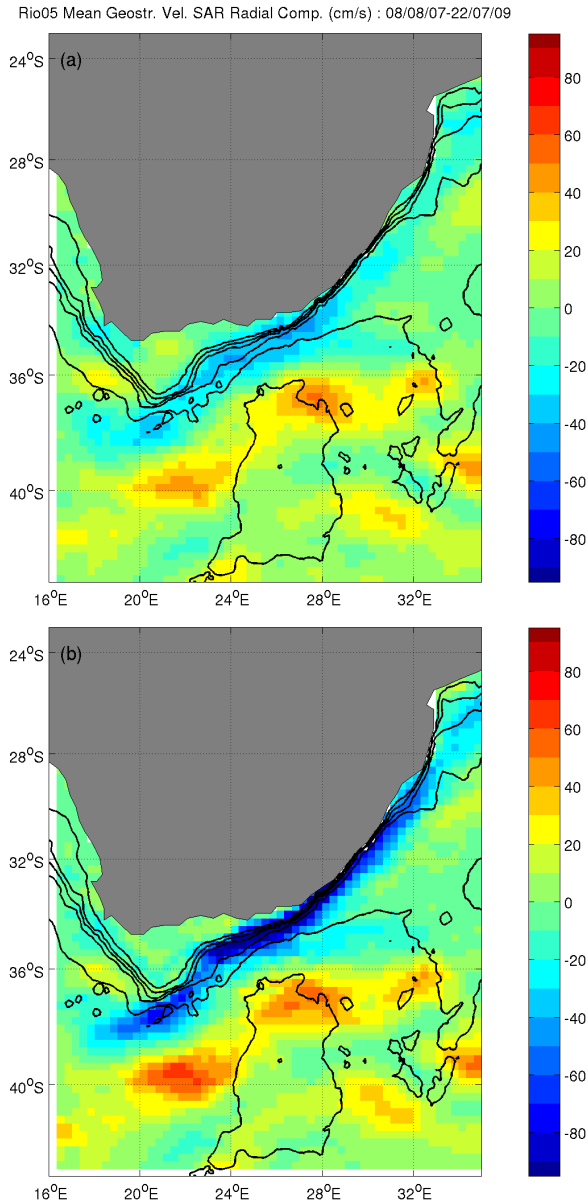 Rio05 Mean Geostr. Vel. SAR Radial Comp. (cm/s) : 08/08/07-22/07/09
(a)
24°S
28°S
32°S
36°S
40°S
16°E 20°E 24°E 28°E 32°E
80
60
40
20
0
-20
-40
-60
-80
(b)
24°S
28°S
32°S
36°S
40°S
16°E 20°E 24°E 28°E 32°E
80
60
40
20
0
-20
-40
-60
-80